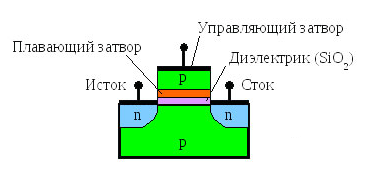 Управляющий затвор
Плавающий затвор
Диэлектрик (SiO₂)
p
Исток
Сток
n
n
p